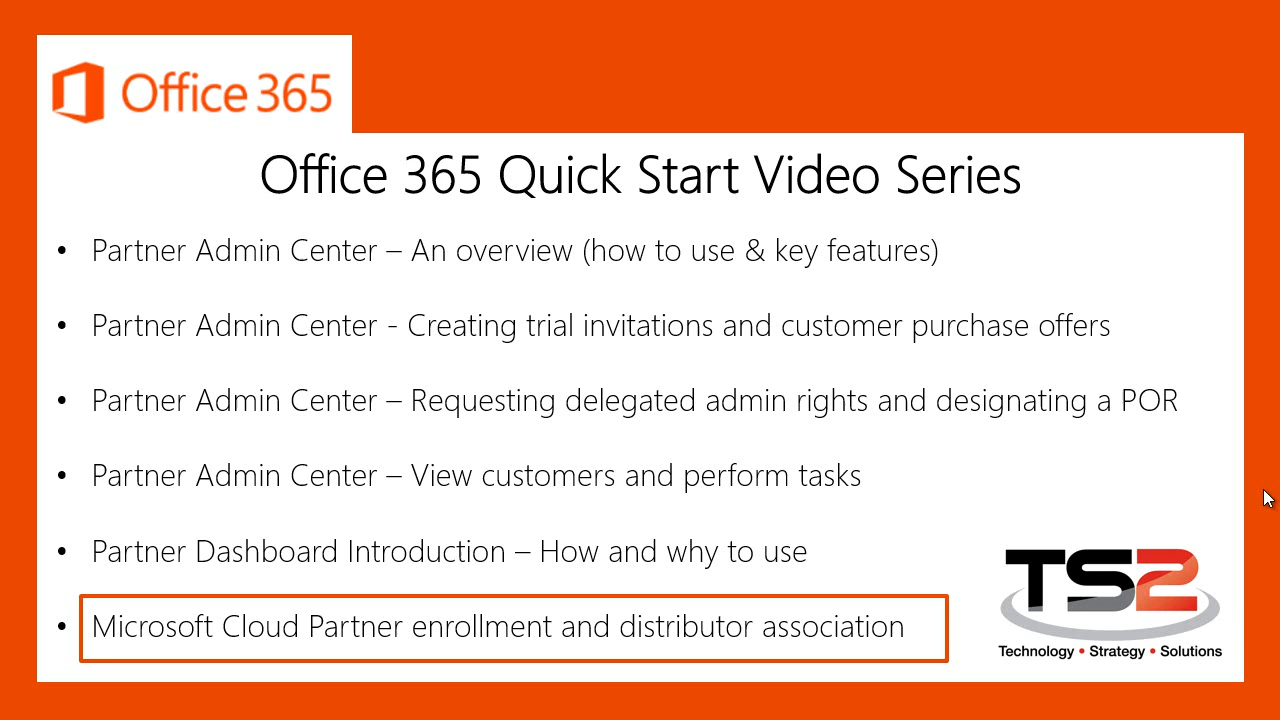 Office 365
Office 365 Quick Start Video Series
• Partner Admin Center – An overview (how to use & key features)
• Partner Admin Center - Creating trial invitations and customer purchase offers
• Partner Admin Center – Requesting delegated admin rights and designating a POR
• Partner Admin Center – View customers and perform tasks
• Partner Dashboard Introduction – How and why to use
• Microsoft Cloud Partner enrollment and distributor association
TS2
Technology • Strategy • Solutions